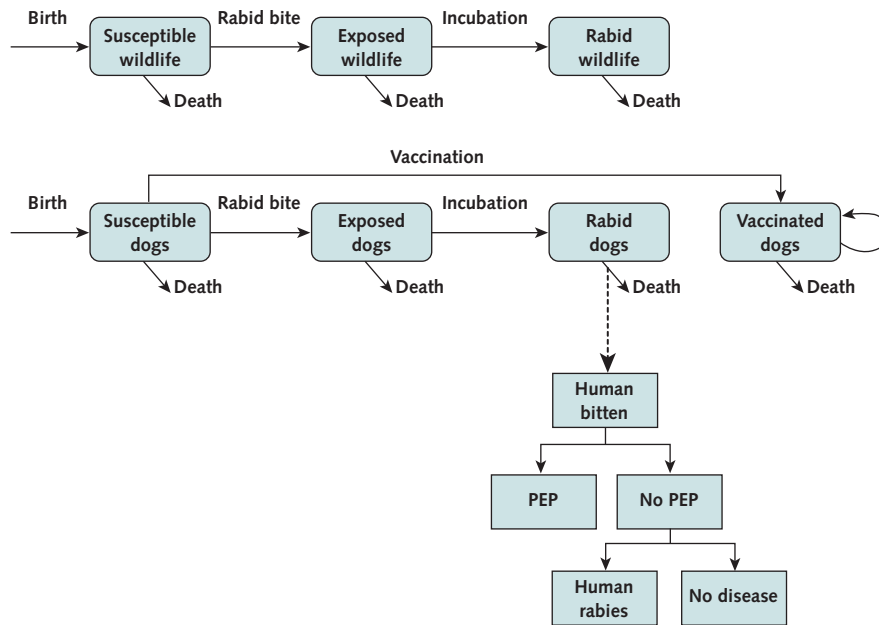 Birth
Rabid bite
Incubation
Susceptible
wildlife
Exposed
wildlife
Rabid
wildlife
Death
Death
Death
Vaccination
Birth
Rabid bite
Incubation
Susceptible
dogs
Exposed
dogs
Rabid
dogs
Vaccinated
dogs
Death
Death
Death
Death
Human
bitten
PEP
No PEP
Human
rabies
No disease